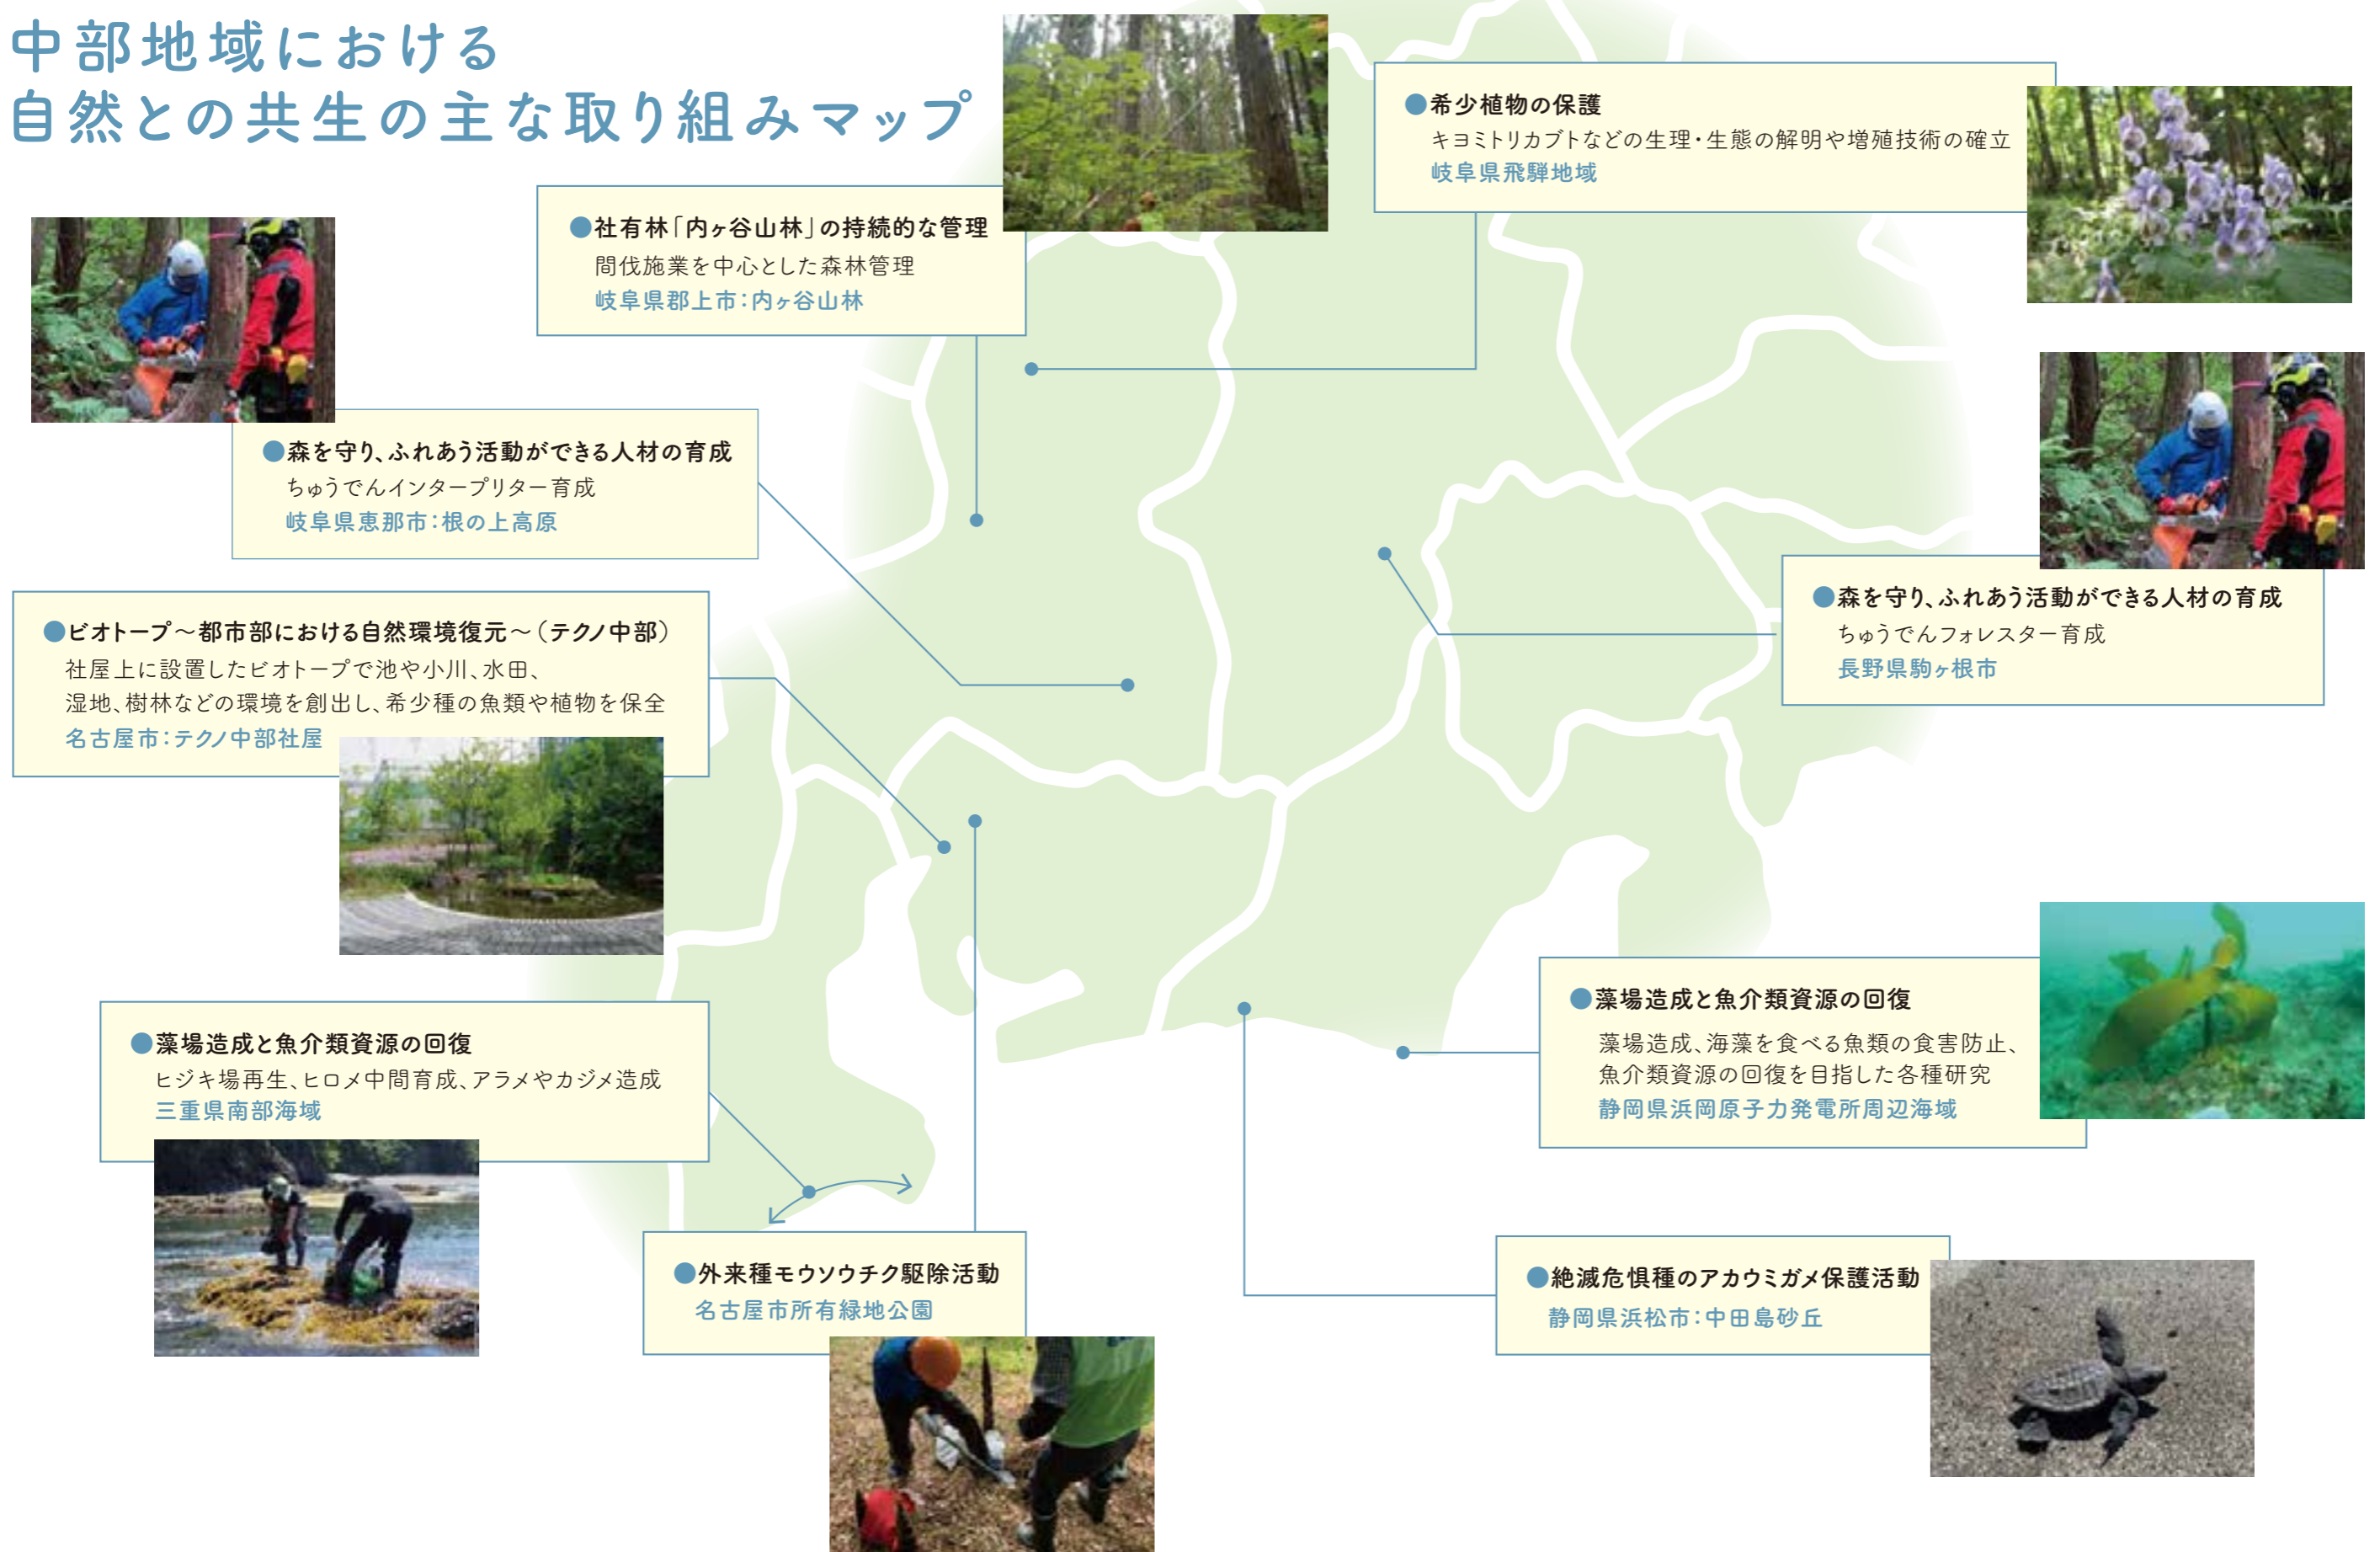 中部地域における
自然との共生の主な取り組みマップ
●希少植物の保護
キヨミトリカブトなどの生理・生態の解明や増殖技術の確立
岐阜県飛騨地域
●社有林「内ヶ谷山林」の持続的な管理
間伐施業を中心とした森林管理
岐阜県郡上市：内ヶ谷山林
●森を守り、ふれあう活動ができる人材の育成
ちゅうでんインタープリター育成
岐阜県恵那市：根の上高原
●森を守り、ふれあう活動ができる人材の育成
ちゅうでんフォレスター育成
長野県駒ヶ根市
●ビオトープ～都市部における自然環境復元～（テクノ中部）
社屋上に設置したビオトープで池や小川、水田、
湿地、樹林などの環境を創出し、希少種の魚類や植物を保全
名古屋市：テクノ中部社屋
●藻場造成と魚介類資源の回復
藻場造成、海藻を食べる魚類の食害防止、
魚介類資源の回復を目指した各種研究
静岡県浜岡原子力発電所周辺海域
●藻場造成と魚介類資源の回復
ヒジキ場再生、ヒロメ中間育成、アラメやカジメ造成
三重県南部海域
●外来種モウソウチク駆除活動
名古屋市所有緑地公園
●絶滅危惧種のアカウミガメ保護活動
静岡県浜松市：中田島砂丘